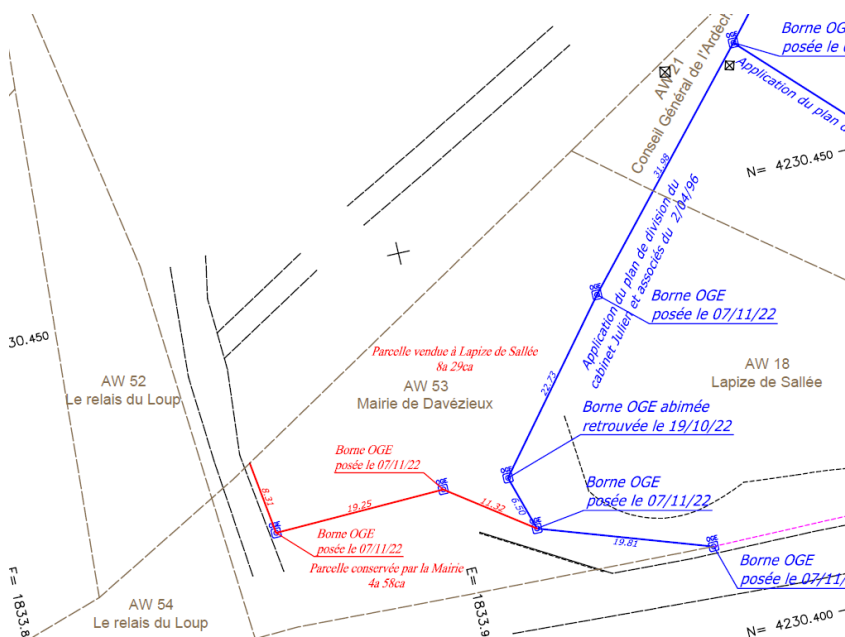 Borne OG
posée le
AW 21
Conseil Général de l'Ardèc
Application du plan d
31.98
N= 4230.450
Application du plan de division du
cabinet Julien et associés du 2/04/96
Borne OGE
posée le 07/11/22
30.450
Parcelle vendue à Lapize de Sallée
8a 29ca
AW 52
Le relais du Loup
AW 53
Mairie de Davézieux
22.73
AW 18
Lapize de Sallée
Borne OGE abimée
retrouvée le 19/10/22
Borne OGE
posée le 07/11/22
Borne OGE
posée le 07/11/22
8.31
19.25
11.32
6.50
19.81
Borne OGE
posée le 07/11/22
Borne OGE
posée le 07/11
Parcelle conservée par la Mairie
4a 58ca
E= 1833.9
= 1833.8
AW 54
Le relais du Loup
N= 4230.400